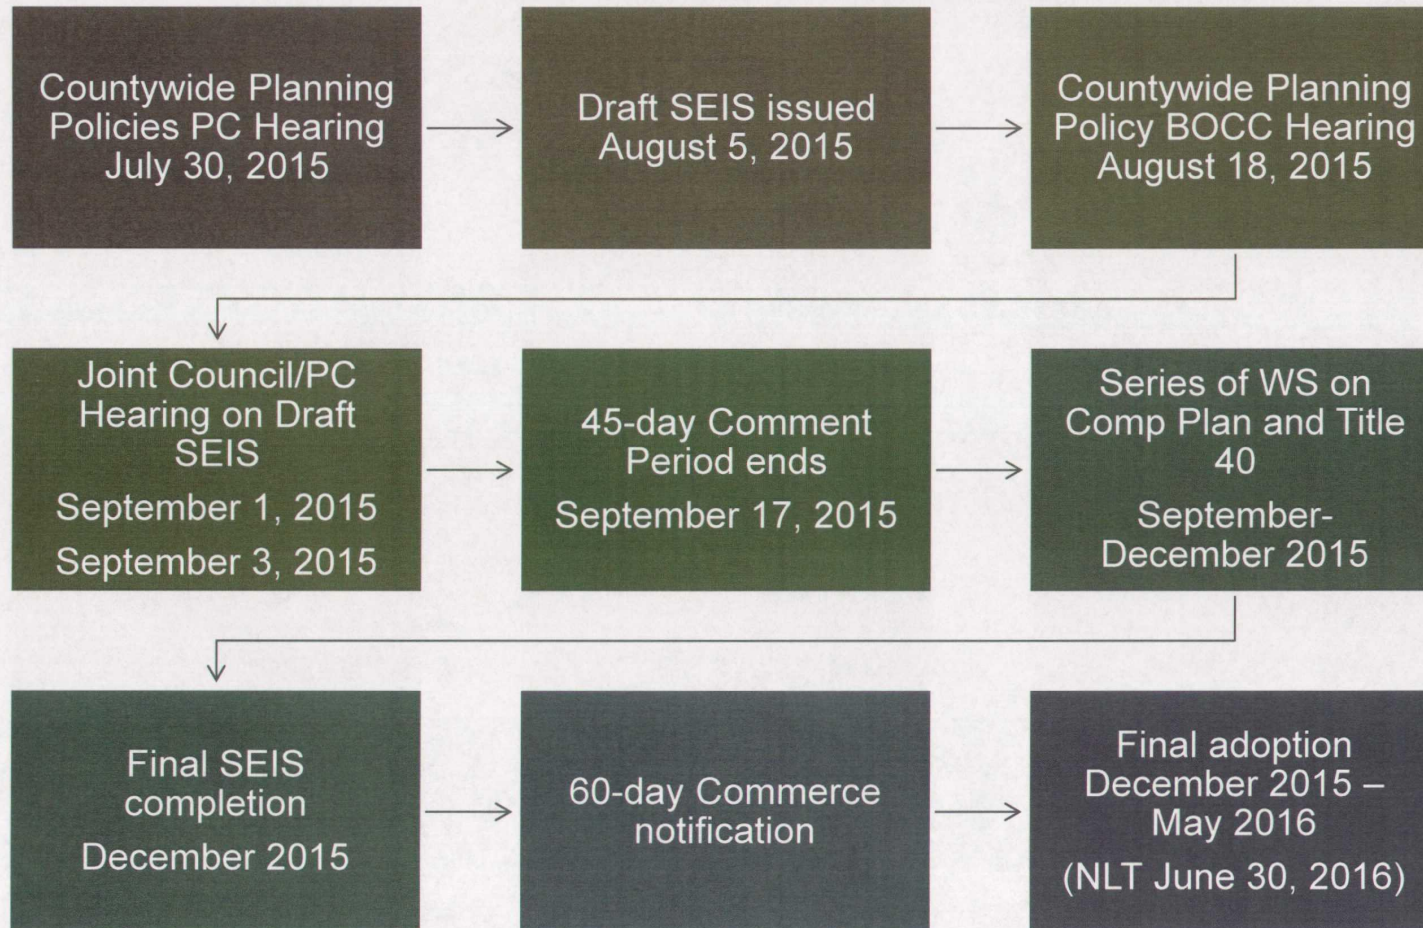 Countywide Planning
Policies PC Hearing
July 30, 2015
Draft SEIS issued
August 5, 2015
Countywide Planning
Policy BOCC Hearing
August 18, 2015
Joint Council/PC
Hearing on Draft
SEIS
September 1, 2015
September 3, 2015
45-day Comment
Period ends
September 17, 2015
Series of WS on
Comp Plan and Title
40
September-
December 2015
Final SEIS
completion
December 2015
60-day Commerce
notification
Final adoption
December 2015 –
May 2016
(NLT June 30, 2016)